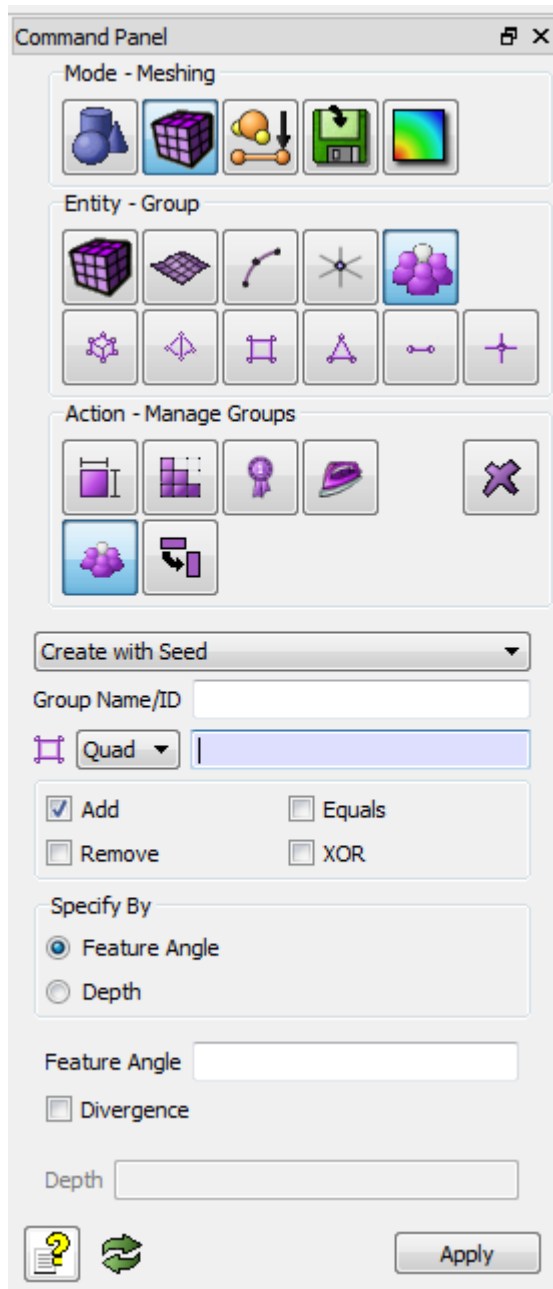 Command Panel
Mode - Meshing
Entity - Group
Action - Manage Groups
Create with Seed
Group Name/ID
Quad
Add
Equals
Remove
XOR
Specify By
Feature Angle
Depth
Feature Angle
Divergence
Depth
Apply